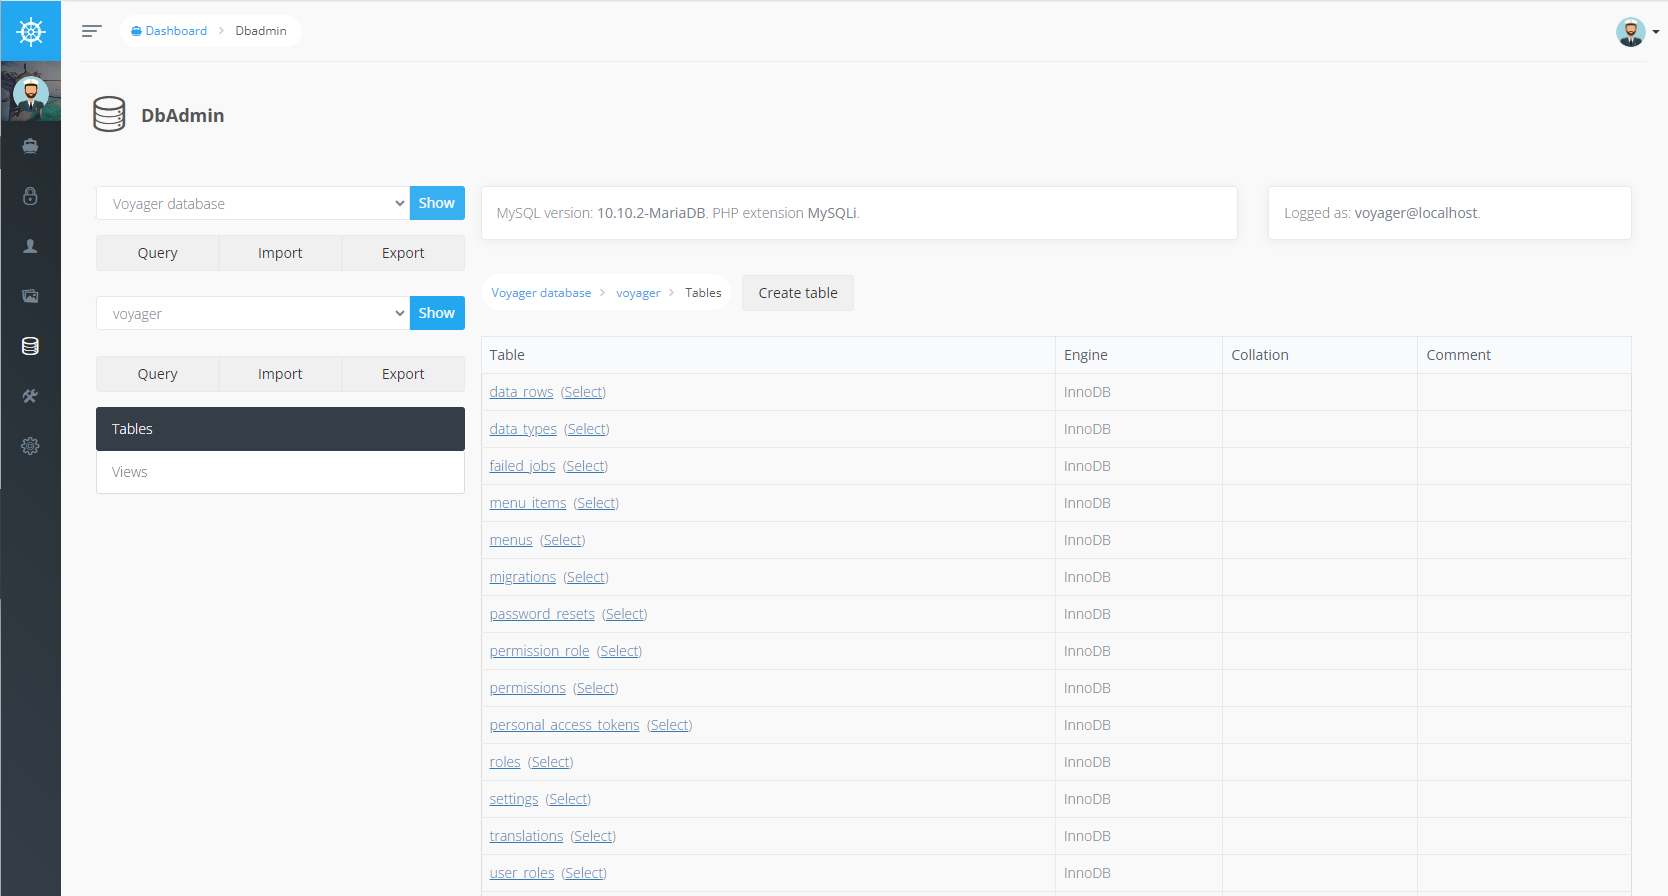 Dashboard > Dbadmin
DbAdmin
Voyager database
Show
Query Import Export
voyager
Show
Query Import Export
Tables
Views
MySQL version: 10.10.2-MariaDB. PHP extension MySQLi.
Logged as: voyager@localhost.
Voyager database > voyager > Tables
Create table
Table Engine Collation Comment
data_rows (Select) InnoDB
data_types (Select) InnoDB
failed_jobs (Select) InnoDB
menu_items (Select) InnoDB
menus (Select) InnoDB
migrations (Select) InnoDB
password_resets (Select) InnoDB
permission_role (Select) InnoDB
permissions (Select) InnoDB
personal_access_tokens (Select) InnoDB
roles (Select) InnoDB
settings (Select) InnoDB
translations (Select) InnoDB
user_roles (Select) InnoDB